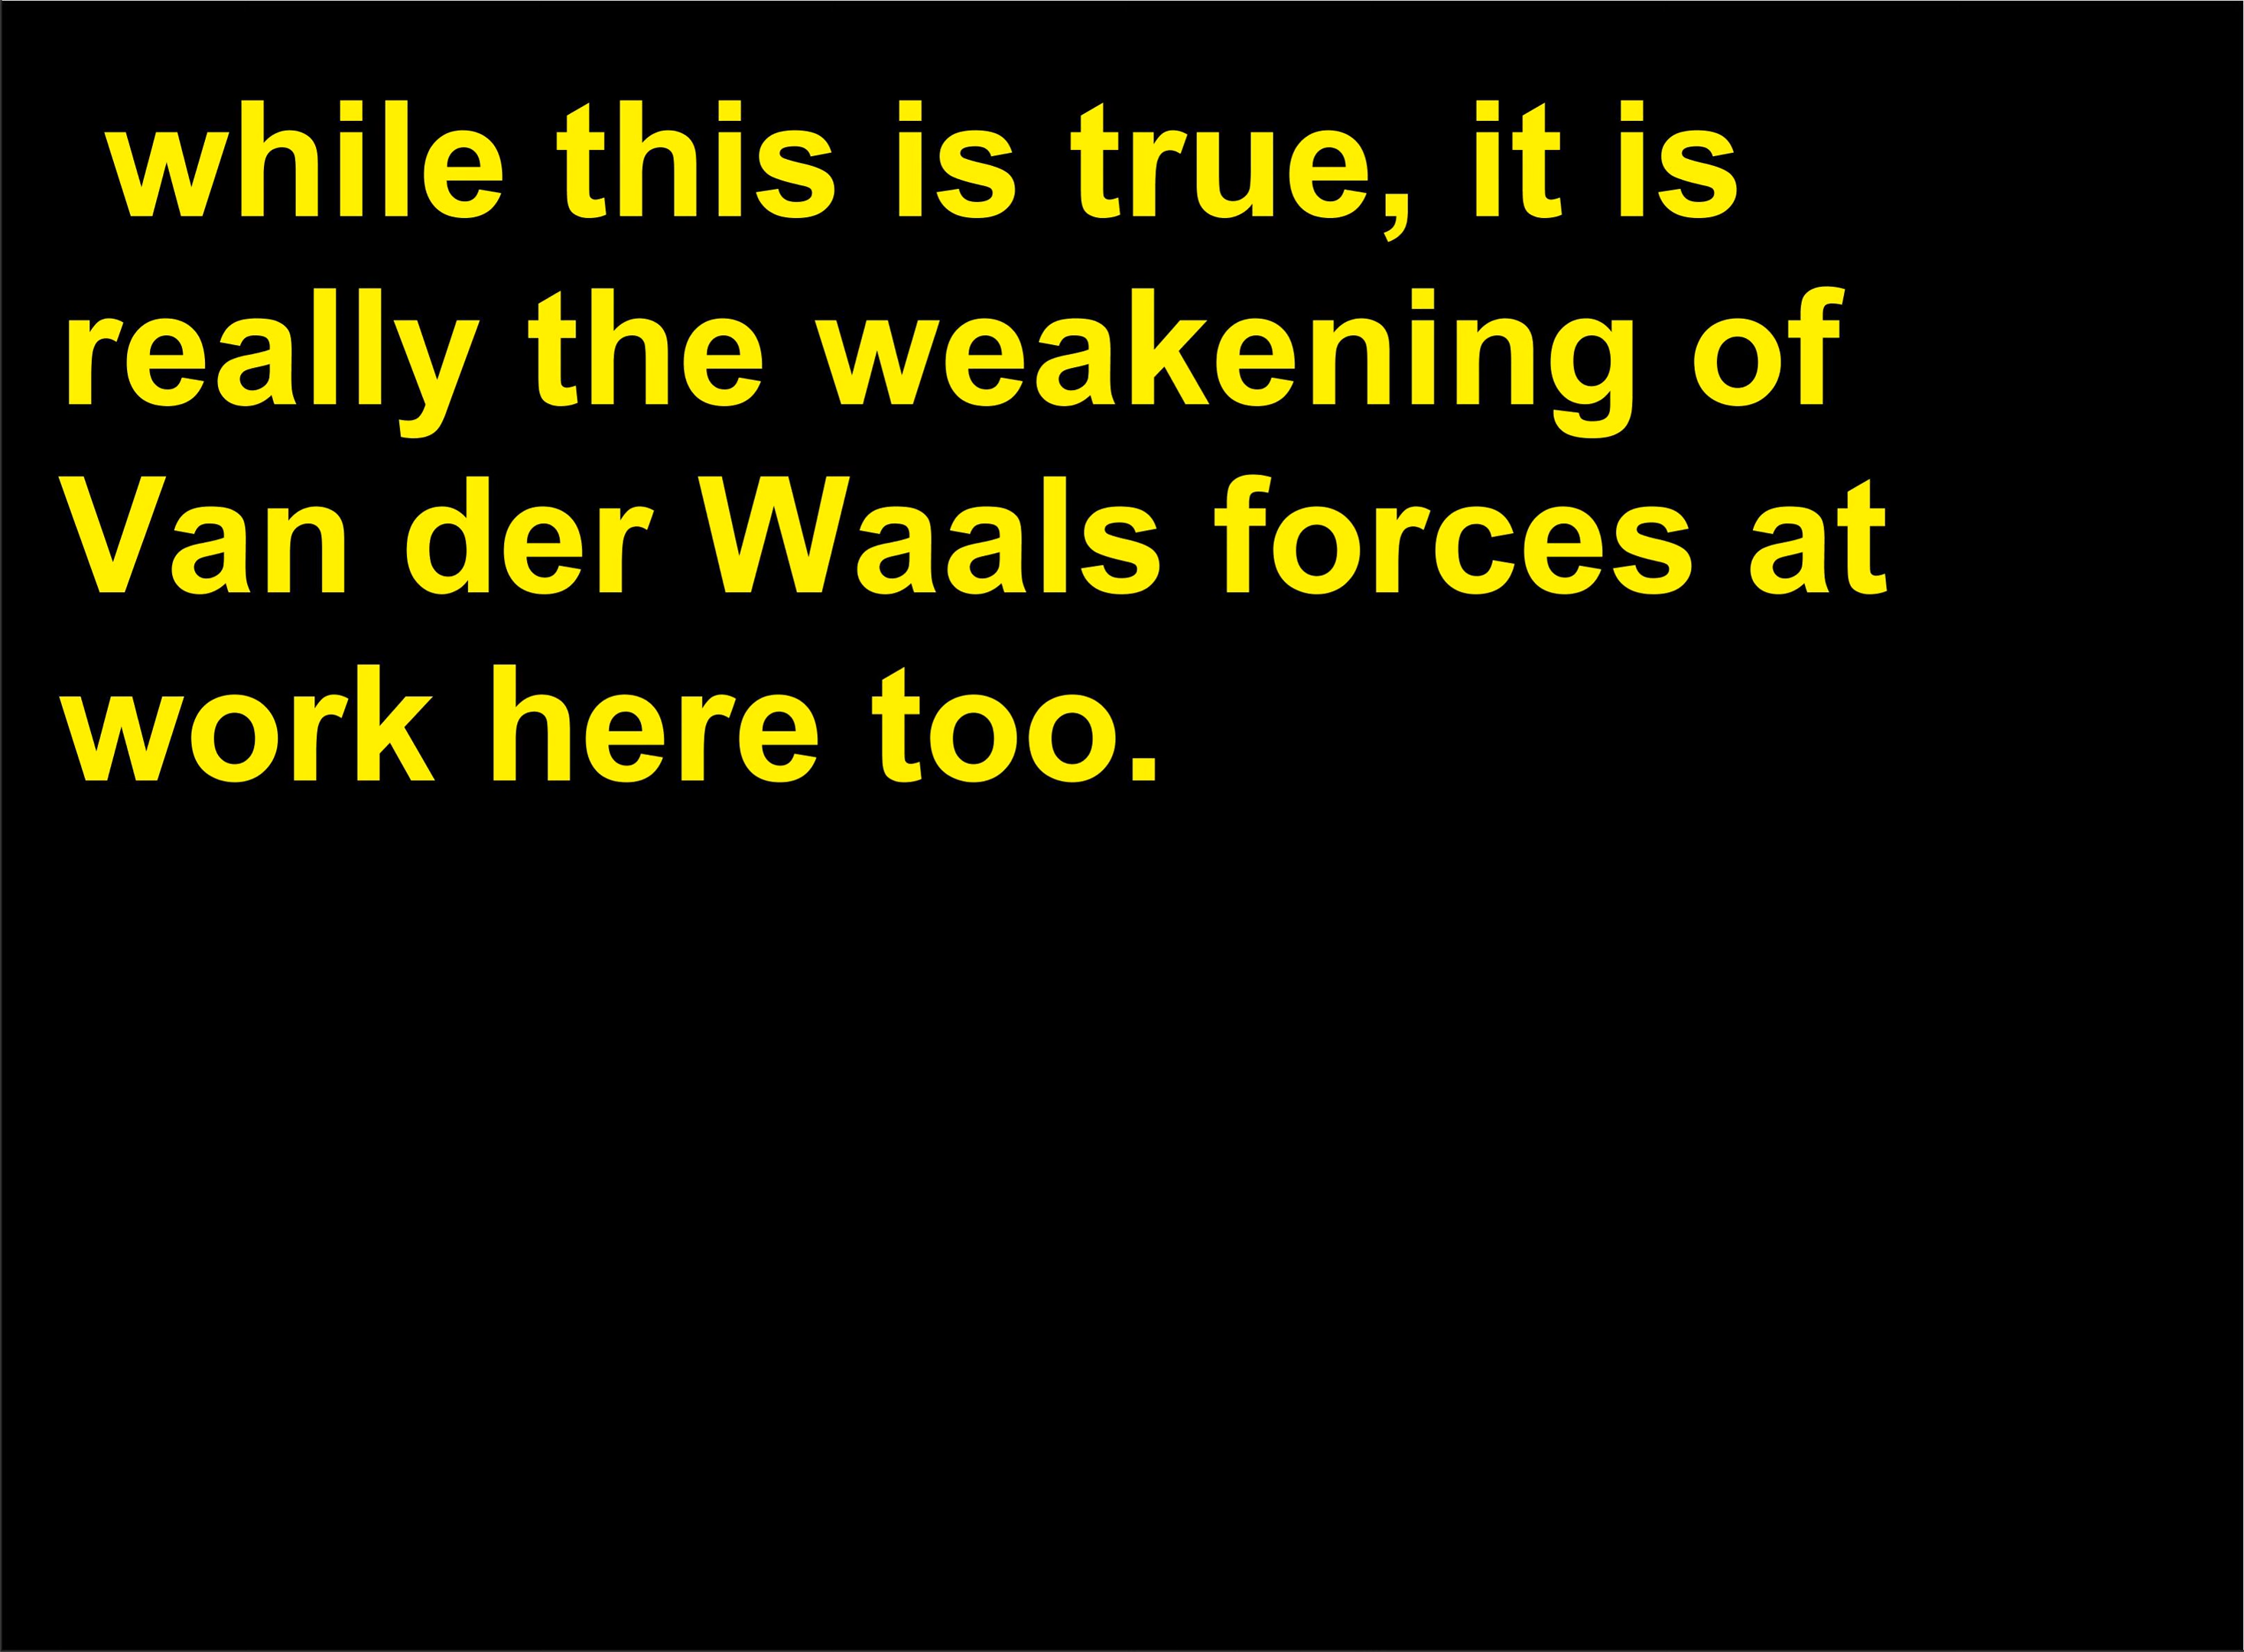 while this is true, it is
really the weakening of
Van der Waals forces at
work here too.